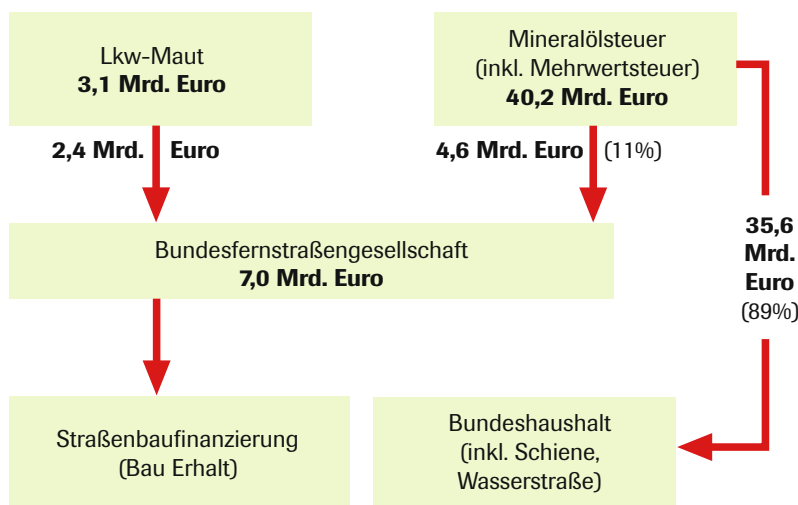 Lkw-Maut
3,1 Mrd. Euro
Mineralölsteuer
(inkl. Mehrwertsteuer)
40,2 Mrd. Euro
2,4 Mrd. Euro
4,6 Mrd. Euro (11%)
35,6
Mrd.
Euro
(89%)
Bundesfernstraßengesellschaft
7,0 Mrd. Euro
Straßenbaufinanzierung
(Bau Erhalt)
Bundeshaushalt
(inkl. Schiene,
Wasserstraße)